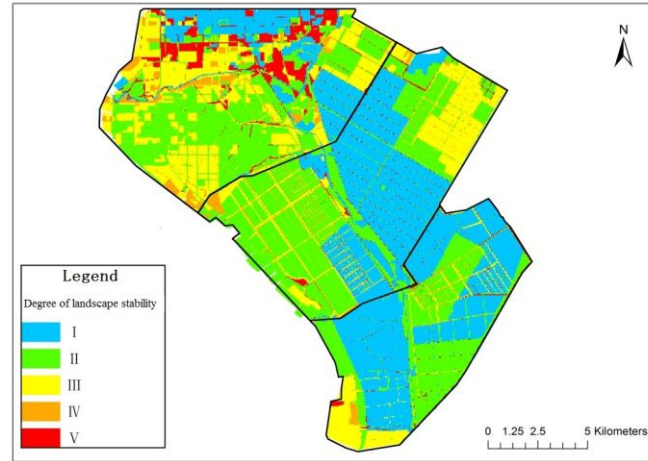 N
Legend
Degree of landscape stability
I
II
III
IV
V
0 1.25 2.5 5 Kilometers